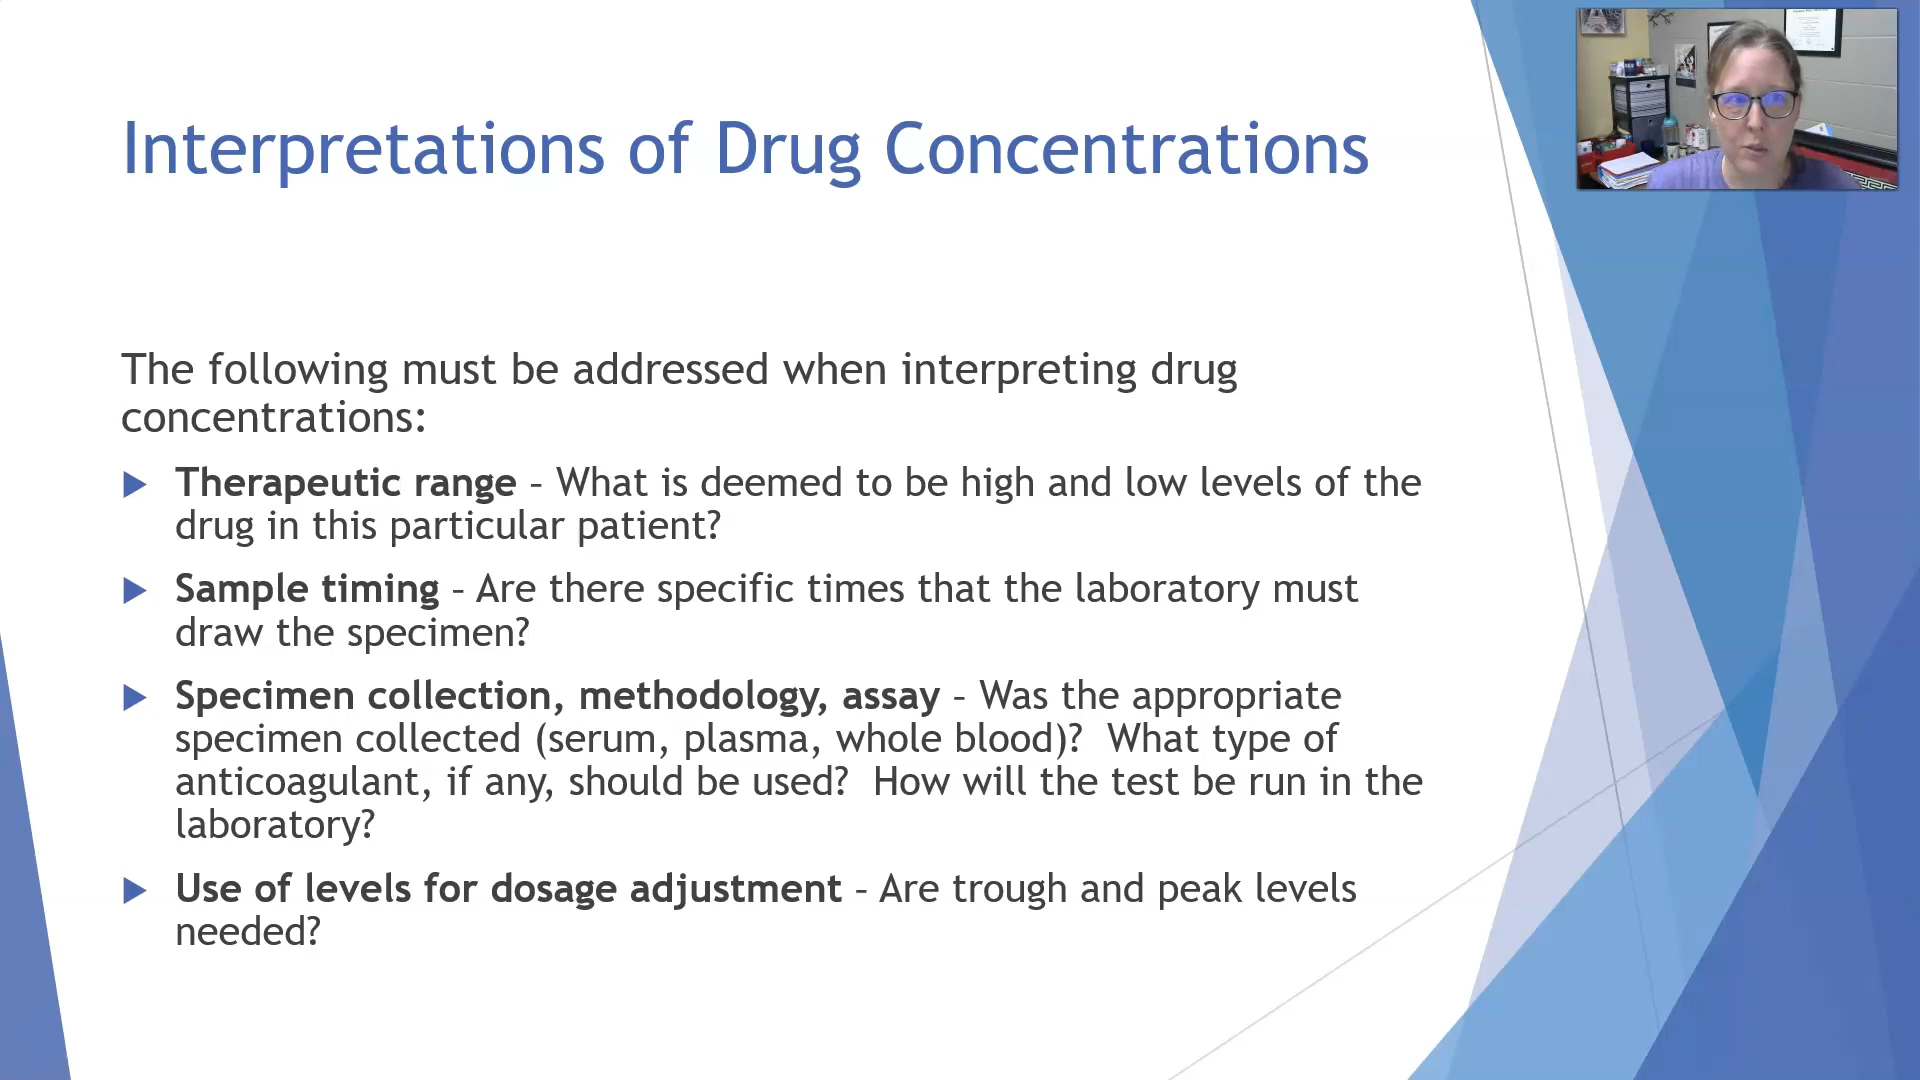 Interpretations of Drug Concentrations
The following must be addressed when interpreting drug
concentrations:
Therapeutic range – What is deemed to be high and low levels of the
drug in this particular patient?
Sample timing – Are there specific times that the laboratory must
draw the specimen?
Specimen collection, methodology, assay – Was the appropriate
specimen collected (serum, plasma, whole blood)?  What type of
anticoagulant, if any, should be used?  How will the test be run in the
laboratory?
Use of levels for dosage adjustment – Are trough and peak levels
needed?